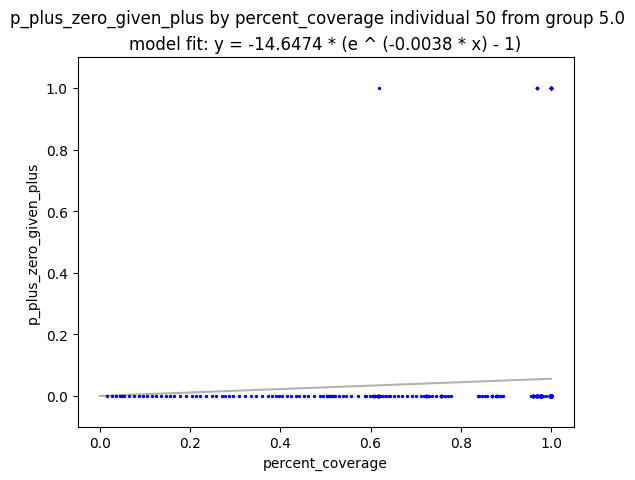 p_plus_zero_given_plus by percent_coverage individual 50 from group 5.0
model fit: y = -14.6474 * (e ^ (-0.0038 * x) - 1)
1.0
0.8
0.6
0.4
0.2
0.0
p_plus_zero_given_plus
0.0 0.2 0.4 0.6 0.8 1.0
percent_coverage